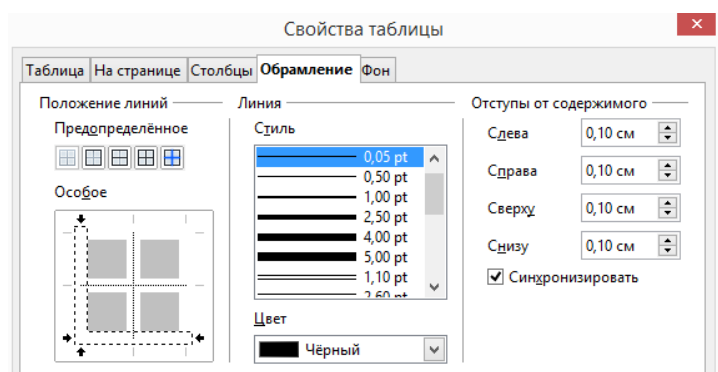 Свойства таблицы
Таблица На странице Столбцы Обрамление Фон
Положение линий
Предопределённое
Особое
Линия
Стиль
0,05 pt
0,50 pt
1,00 pt
2,50 pt
4,00 pt
5,00 pt
1,10 pt
2,60 pt
Цвет
Чёрный
Отступы от содержимого
Слева 0,10 см
Справа 0,10 см
Сверху 0,10 см
Снизу 0,10 см
Синхронизировать